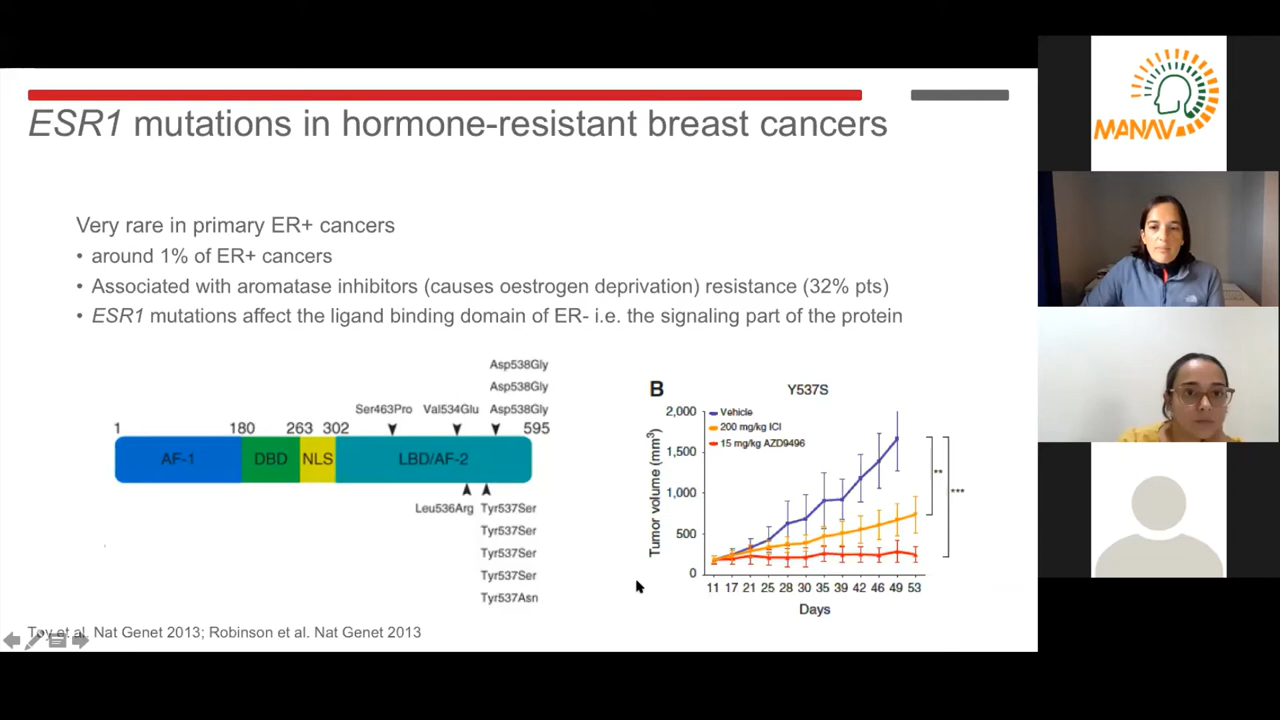 ESR1 mutations in hormone-resistant breast cancers
MANAV
Very rare in primary ER+ cancers
• around 1% of ER+ cancers
• Associated with aromatase inhibitors (causes oestrogen deprivation) resistance (32% pts)
• ESR1 mutations affect the ligand binding domain of ER- i.e. the signaling part of the protein
Asp538Gly
Asp538Gly
Ser463Pro Val534Glu Asp538Gly
1 180 263 302 595
AF-1 DBD NLS LBD/AF-2
Leu536Arg Tyr537Ser
Tyr537Ser
Tyr537Ser
Tyr537Ser
Tyr537Asn
B Y537S
Vehicle
200 mg/kg ICI
15 mg/kg AZD9496
Tumor volume (mm3)
2,000
1,500
1,000
500
0
**
***
11 17 21 25 28 30 35 39 42 46 49 53
Days
Toy et al. Nat Genet 2013; Robinson et al. Nat Genet 2013